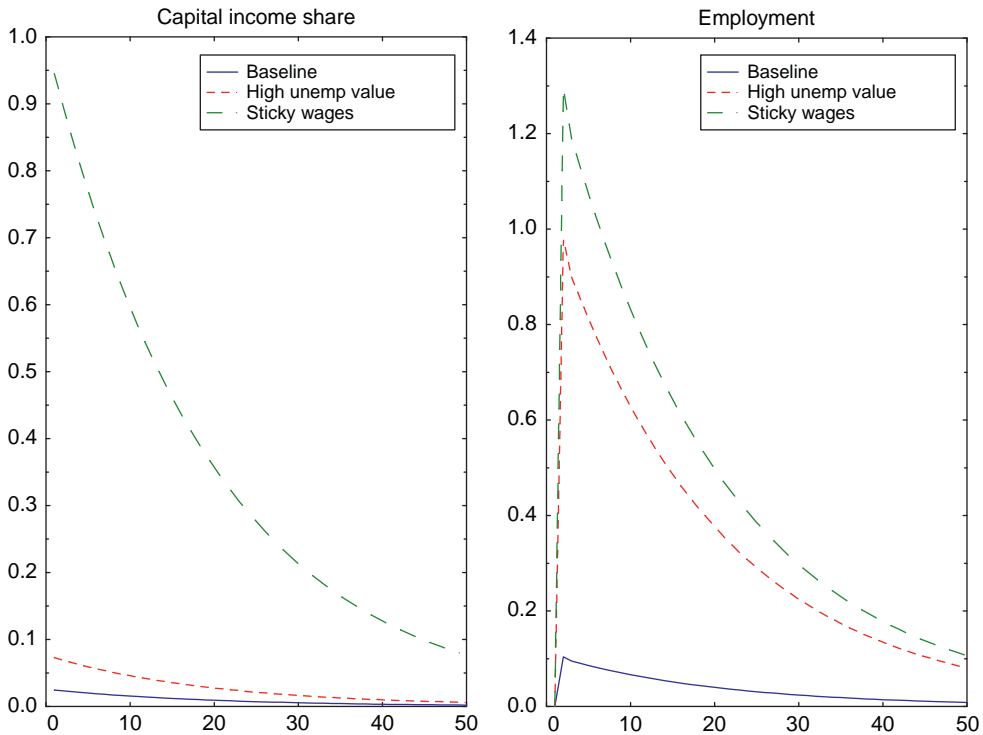 Capital income share
1.0
0.9
0.8
0.7
0.6
0.5
0.4
0.3
0.2
0.1
0.0
0 10 20 30 40 50
Baseline
High unemp value
Sticky wages
Employment
1.4
1.2
1.0
0.8
0.6
0.4
0.2
0.0
0 10 20 30 40 50
Baseline
High unemp value
Sticky wages